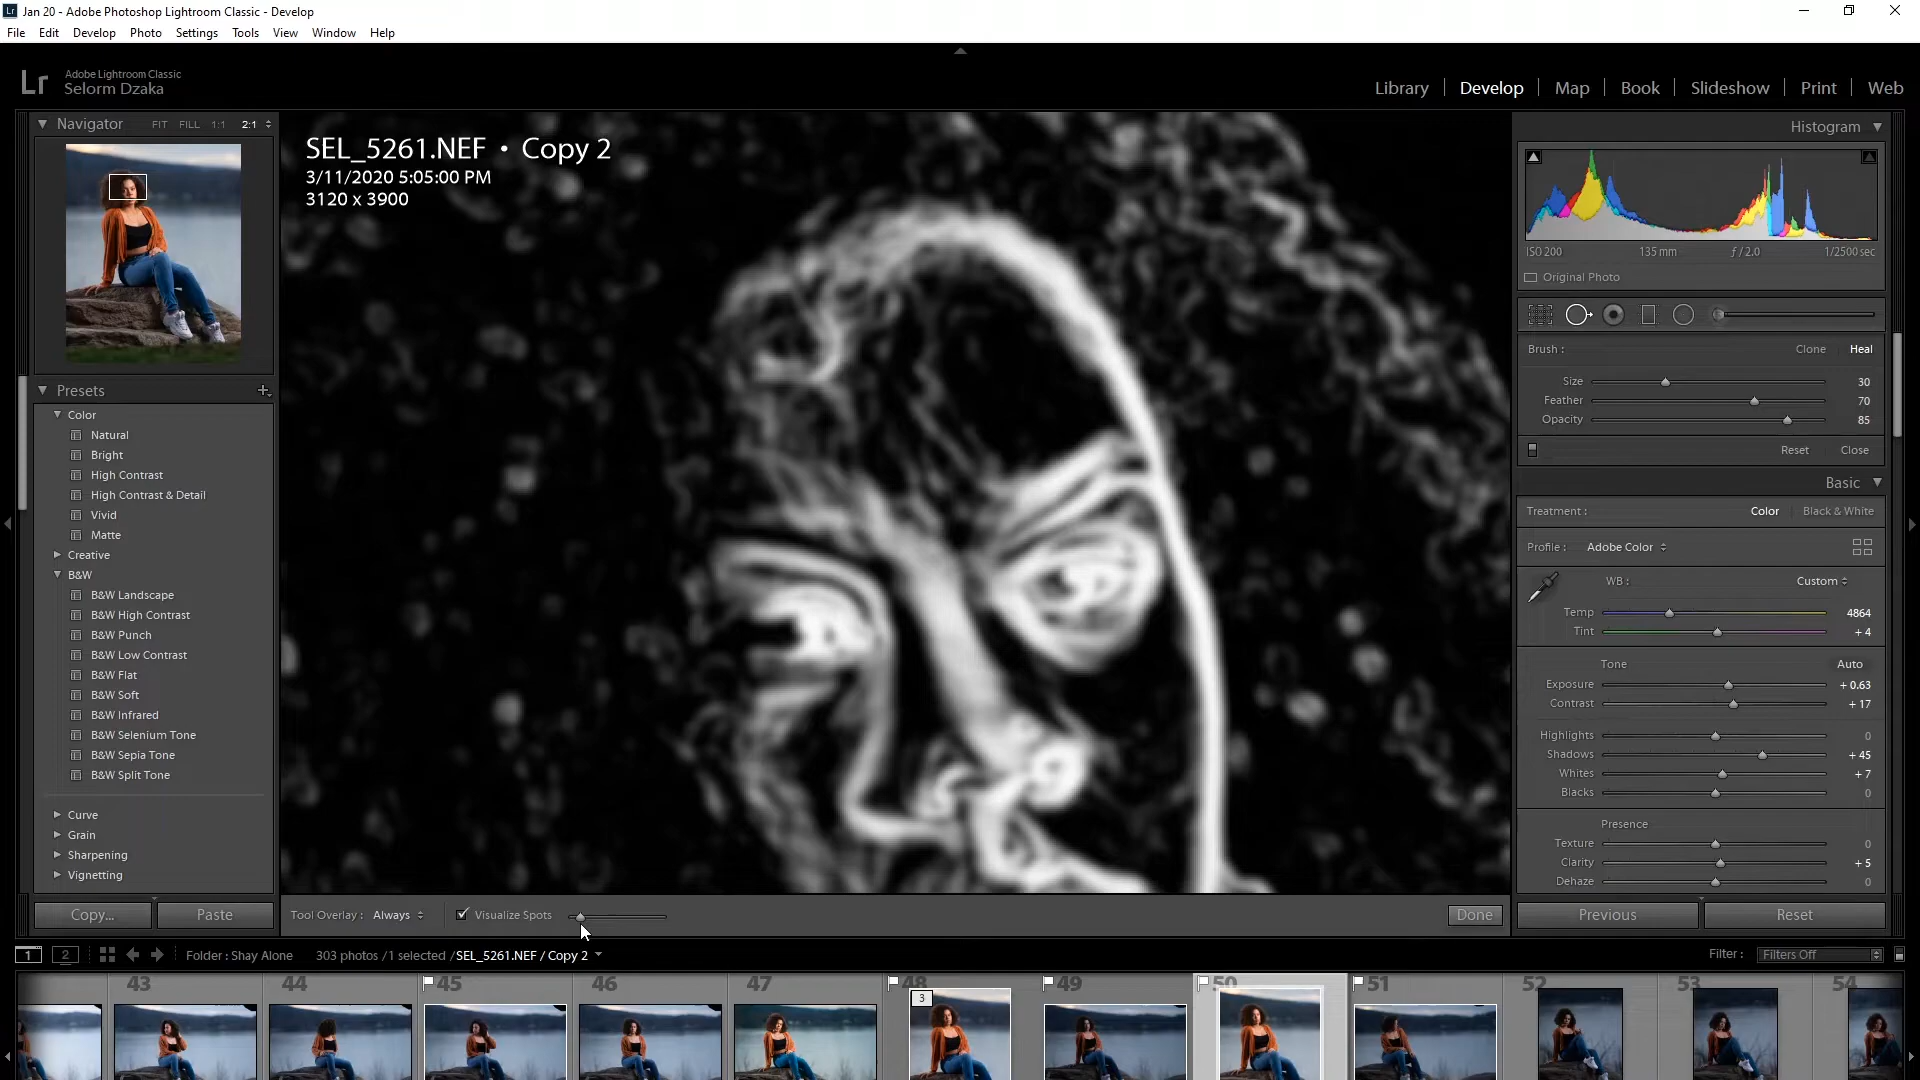 Jan 20 - Adobe Photoshop Lightroom Classic - Develop
File Edit Develop Photo Settings Tools View Window Help
Lr
Adobe Lightroom Classic
Selorm Dzaka
Library Develop Map Book Slideshow Print Web
Navigator FIT FILL 1:1 2:1
Presets
Color
Natural
Bright
High Contrast
High Contrast & Detail
Vivid
Matte
Creative
B&W
B&W Landscape
B&W High Contrast
B&W Punch
B&W Low Contrast
B&W Flat
B&W Soft
B&W Infrared
B&W Selenium Tone
B&W Sepia Tone
B&W Split Tone
Curve
Grain
Sharpening
Vignetting
Copy... Paste
SEL_5261.NEF • Copy 2
3/11/2020 5:05:00 PM
3120 x 3900
Tool Overlay : Always Visualize Spots Done
Histogram
ISO 200 135 mm ƒ / 2.0 1/2500 sec
Original Photo
Brush : Clone Heal
Size 30
Feather 70
Opacity 85
Reset Close
Basic
Treatment : Color Black & White
Profile : Adobe Color
WB : Custom
Temp 4864
Tint + 4
Tone Auto
Exposure + 0.63
Contrast + 17
Highlights 0
Shadows + 45
Whites + 7
Blacks 0
Presence
Texture 0
Clarity + 5
Dehaze 0
Previous Reset
1 2 Folder : Shay Alone 303 photos / 1 selected / SEL_5261.NEF / Copy 2 Filter : Filters Off
43 44 45 46 47 48 49 50 51 52 53 54
3